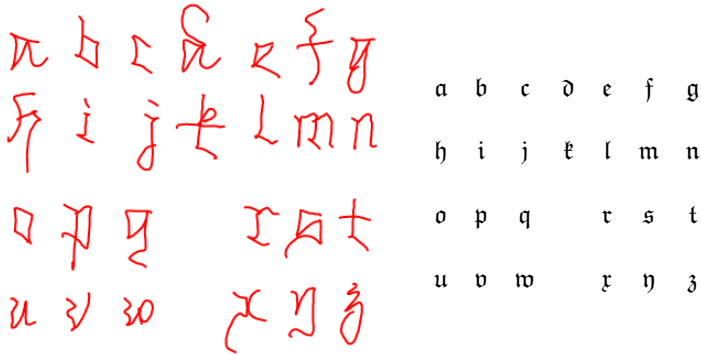 a b c d e f g
h i j k l m n
o p q r s t
u v w x y z
a b c d e f g
h i j k l m n
o p q r s t
u v w x y z